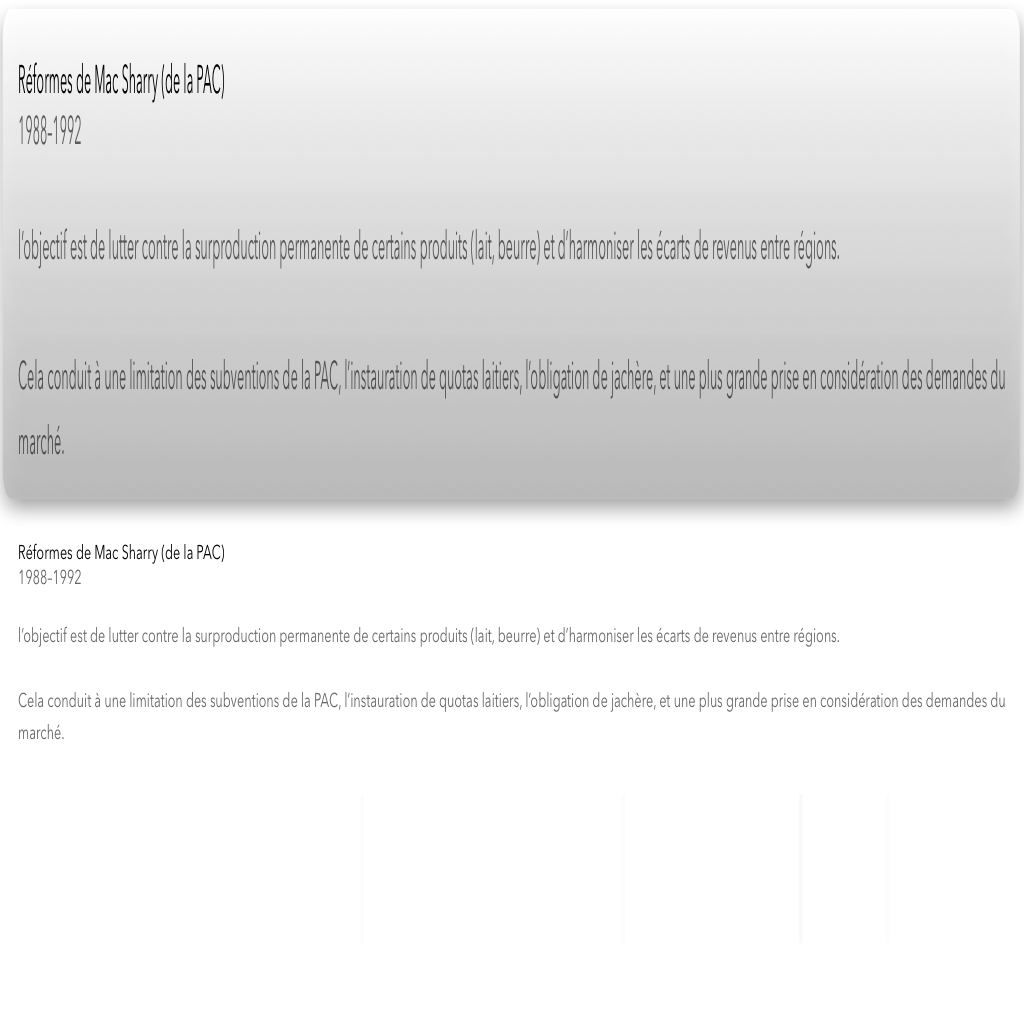 Réformes de Mac Sharry (de la PAC)
1988-1992
l’objectif est de lutter contre la surproduction permanente de certains produits (lait, beurre) et d’harmoniser les écarts de revenus entre régions.
Cela conduit à une limitation des subventions de la PAC, l’instauration de quotas laitiers, l’obligation de jachère, et une plus grande prise en considération des demandes du
marché.
Réformes de Mac Sharry (de la PAC)
1988-1992
l’objectif est de lutter contre la surproduction permanente de certains produits (lait, beurre) et d’harmoniser les écarts de revenus entre régions.
Cela conduit à une limitation des subventions de la PAC, l’instauration de quotas laitiers, l’obligation de jachère, et une plus grande prise en considération des demandes du
marché.